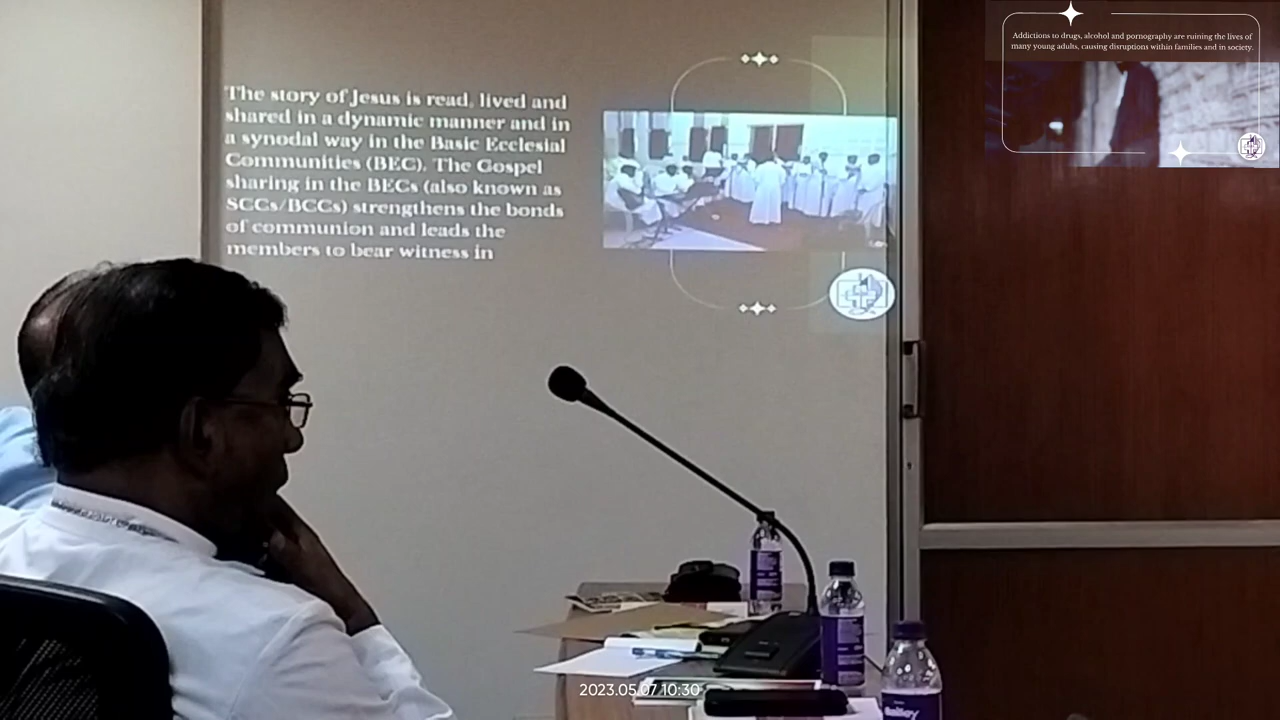 The story of Jesus is read, lived and
shared in a dynamic manner and in
a synodal way in the Basic Ecclesial
Communities (BEC). The Gospel
sharing in the BECs (also known as
SCCs/BCCs) strengthens the bonds
of communion and leads the
members to bear witness in
Addictions to drugs, alcohol and pornography are ruining the lives of
many young adults, causing disruptions within families and in society.
2023.05.07 10:30
Bailley